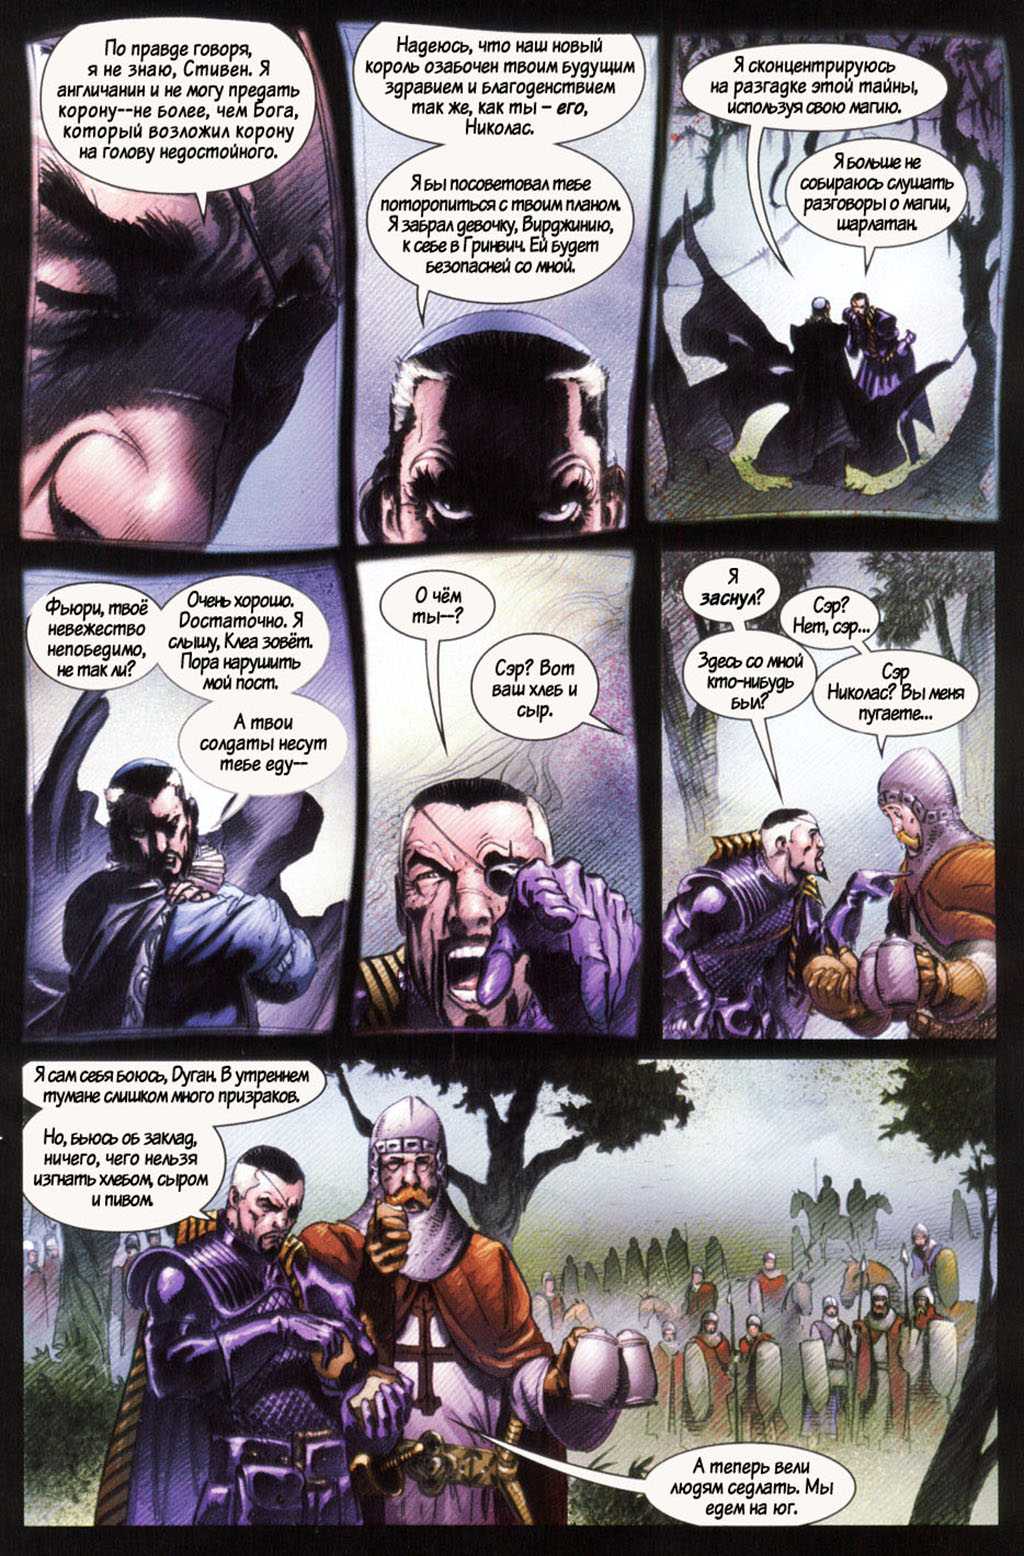 По правде говоря,
я не знаю, Стивен. Я
англичанин и не могу предать
корону--не более, чем Бога,
который возложил корону
на голову недостойного.
Надеюсь, что наш новый
король озабочен твоим будущим
здравием и благоденствием
так же, как ты – его,
Николас.
Я бы посоветовал тебе
поторопиться с твоим планом.
Я забрал девочку, Вирджинию,
к себе в Гринвич. Ей будет
безопасней со мной.
Я сконцентрируюсь
на разгадке этой тайны,
используя свою магию.
Я больше не
собираюсь слушать
разговоры о магии,
шарлатан.
Фьюри, твоё
невежество
непобедимо,
не так ли?
Очень хорошо.
Достаточно. Я
слышу, Клеа зовёт.
Пора нарушить
мой пост.
А твои
солдаты несут
тебе еду--
О чём
ты--?
Сэр? Вот
ваш хлеб и
сыр.
Я
заснул?
Сэр?
Нет, сэр...
Здесь со мной
кто-нибудь
был?
Сэр
Николас? Вы меня
пугаете...
Я сам себя боюсь, Дуган. В утреннем
тумане слишком много призраков.
Но, бьюсь об заклад,
ничего, чего нельзя
изгнать хлебом, сыром
и пивом.
А теперь вели
людям седлать. Мы
едем на юг.